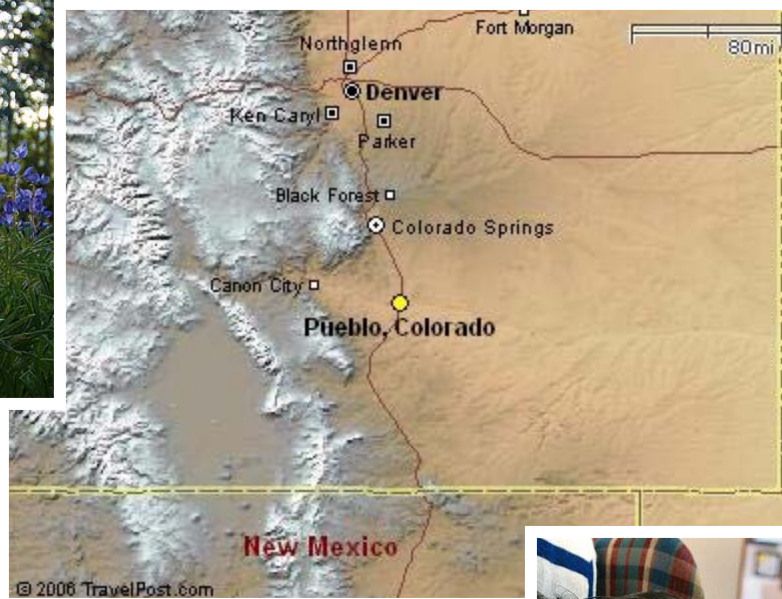 Fort Morgan
Northglenn
80mi
Denver
Ken Caryl
Parker
Black Forest
Colorado Springs
Canon City
Pueblo, Colorado
New Mexico
© 2006 TravelPost.com